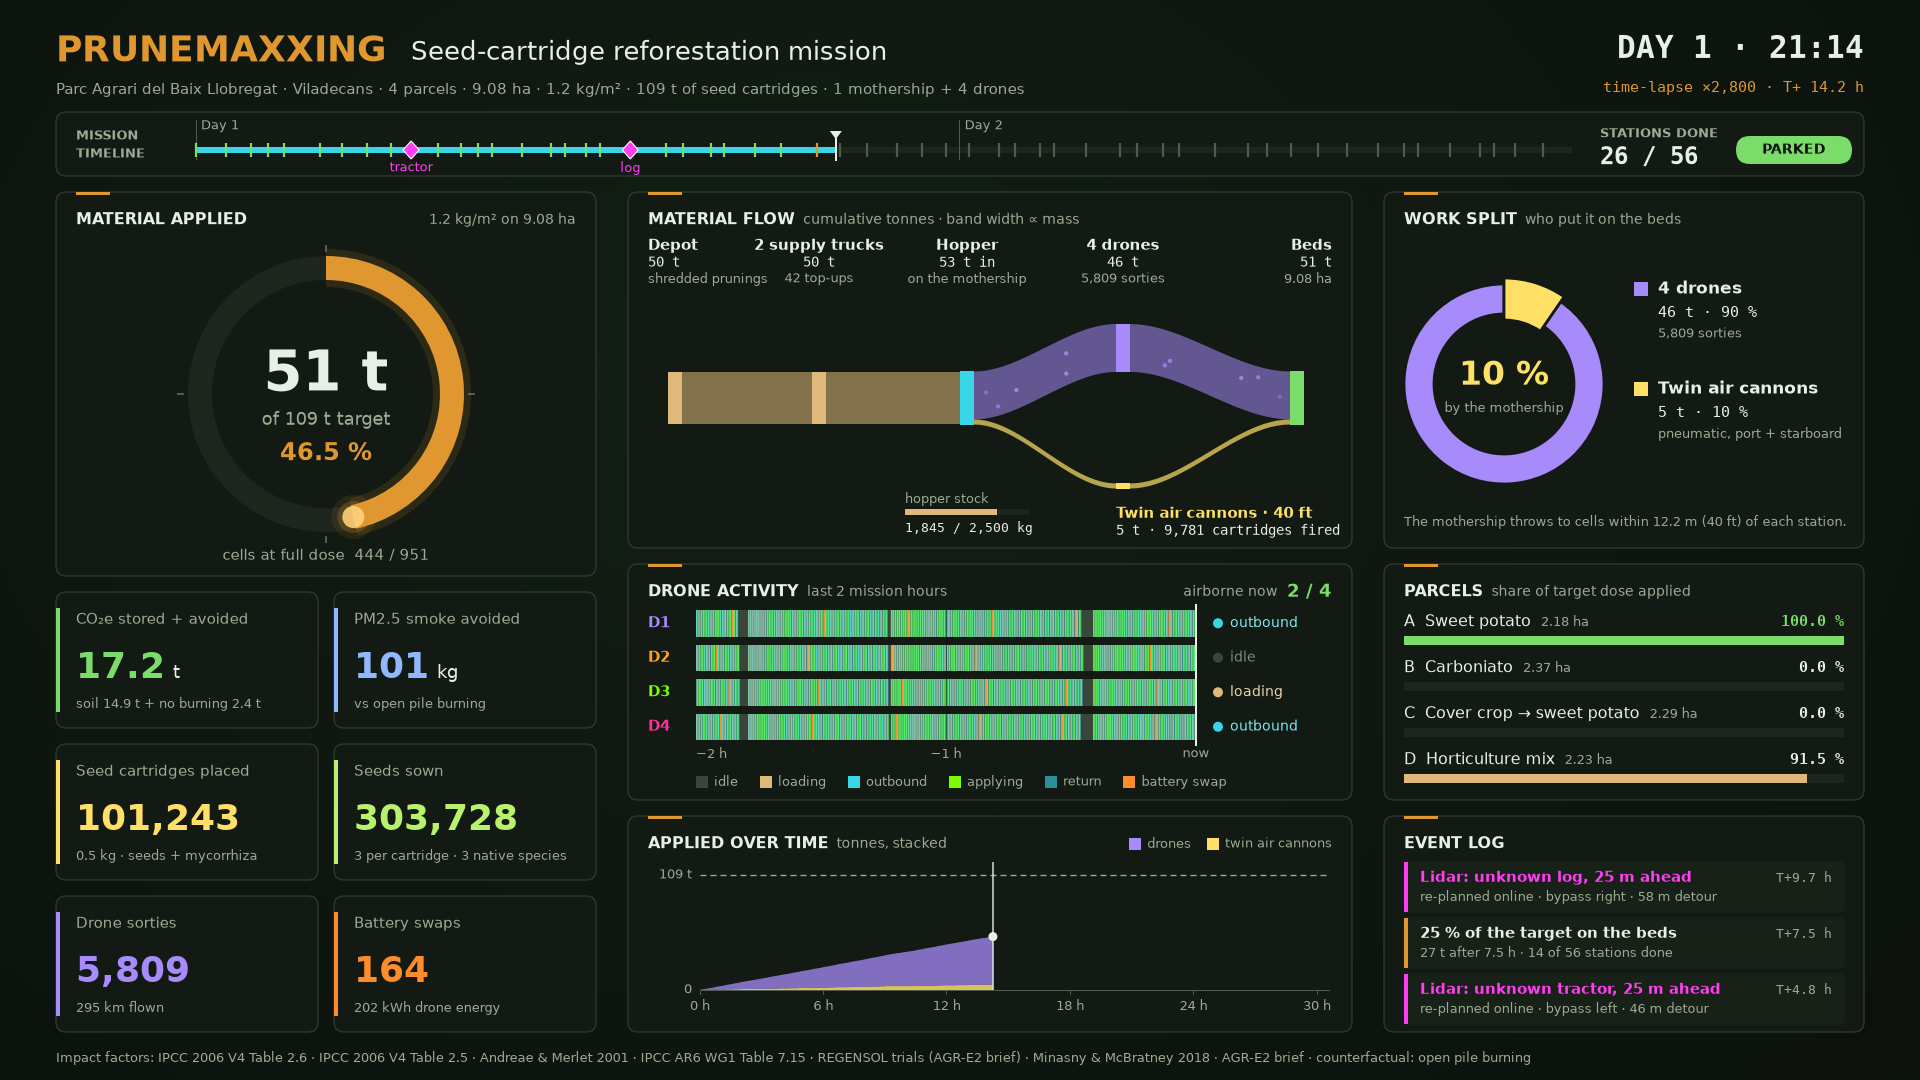 PRUNEMAXXING Seed-cartridge reforestation mission
DAY 1 · 21:14
Parc Agrari del Baix Llobregat · Viladecans · 4 parcels · 9.08 ha · 1.2 kg/m² · 109 t of seed cartridges · 1 mothership + 4 drones
time-lapse ×2,800 · T+ 14.2 h
MISSION
TIMELINE
Day 1
Day 2
tractor
log
STATIONS DONE
26 / 56
PARKED
MATERIAL APPLIED
1.2 kg/m² on 9.08 ha
51 t
of 109 t target
46.5 %
cells at full dose 444 / 951
CO₂e stored + avoided
17.2 t
soil 14.9 t + no burning 2.4 t
PM2.5 smoke avoided
101 kg
vs open pile burning
Seed cartridges placed
101,243
0.5 kg · seeds + mycorrhiza
Seeds sown
303,728
3 per cartridge · 3 native species
Drone sorties
5,809
295 km flown
Battery swaps
164
202 kWh drone energy
MATERIAL FLOW cumulative tonnes · band width ∝ mass
Depot
50 t
shredded prunings
2 supply trucks
50 t
42 top-ups
Hopper
53 t in
on the mothership
4 drones
46 t
5,809 sorties
Beds
51 t
9.08 ha
hopper stock
1,845 / 2,500 kg
Twin air cannons · 40 ft
5 t · 9,781 cartridges fired
DRONE ACTIVITY last 2 mission hours
airborne now 2 / 4
D1 outbound
D2 idle
D3 loading
D4 outbound
−2 h −1 h now
idle loading outbound applying return battery swap
APPLIED OVER TIME tonnes, stacked
drones twin air cannons
109 t
0
0 h 6 h 12 h 18 h 24 h 30 h
WORK SPLIT who put it on the beds
10 %
by the mothership
4 drones
46 t · 90 %
5,809 sorties
Twin air cannons
5 t · 10 %
pneumatic, port + starboard
The mothership throws to cells within 12.2 m (40 ft) of each station.
PARCELS share of target dose applied
A Sweet potato 2.18 ha 100.0 %
B Carboniato 2.37 ha 0.0 %
C Cover crop → sweet potato 2.29 ha 0.0 %
D Horticulture mix 2.23 ha 91.5 %
EVENT LOG
Lidar: unknown log, 25 m ahead T+9.7 h
re-planned online · bypass right · 58 m detour
25 % of the target on the beds T+7.5 h
27 t after 7.5 h · 14 of 56 stations done
Lidar: unknown tractor, 25 m ahead T+4.8 h
re-planned online · bypass left · 46 m detour
Impact factors: IPCC 2006 V4 Table 2.6 · IPCC 2006 V4 Table 2.5 · Andreae & Merlet 2001 · IPCC AR6 WG1 Table 7.15 · REGENSOL trials (AGR-E2 brief) · Minasny & McBratney 2018 · AGR-E2 brief · counterfactual: open pile burning